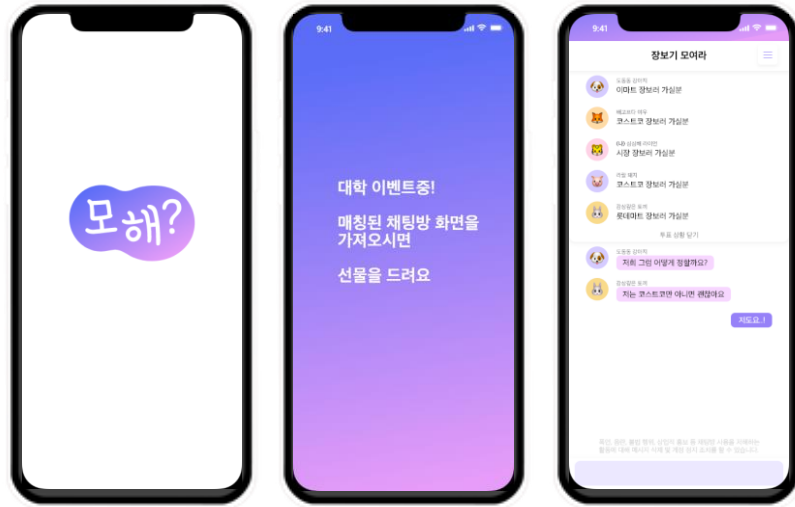 모해?
9:41
대학 이벤트중!
매칭된 채팅방 화면을
가져오시면
선물을 드려요
9:41
장보기 모여라
이마트 장보러 가실분
코스트코 장보러 가실분
시장 장보러 가실분
코스트코 장보러 가실분
롯데마트 장보러 가실분
투표 상황 닫기
저희 그럼 어떻게 정할까요?
저는 코스트코만 아니면 괜찮아요
저도요..!